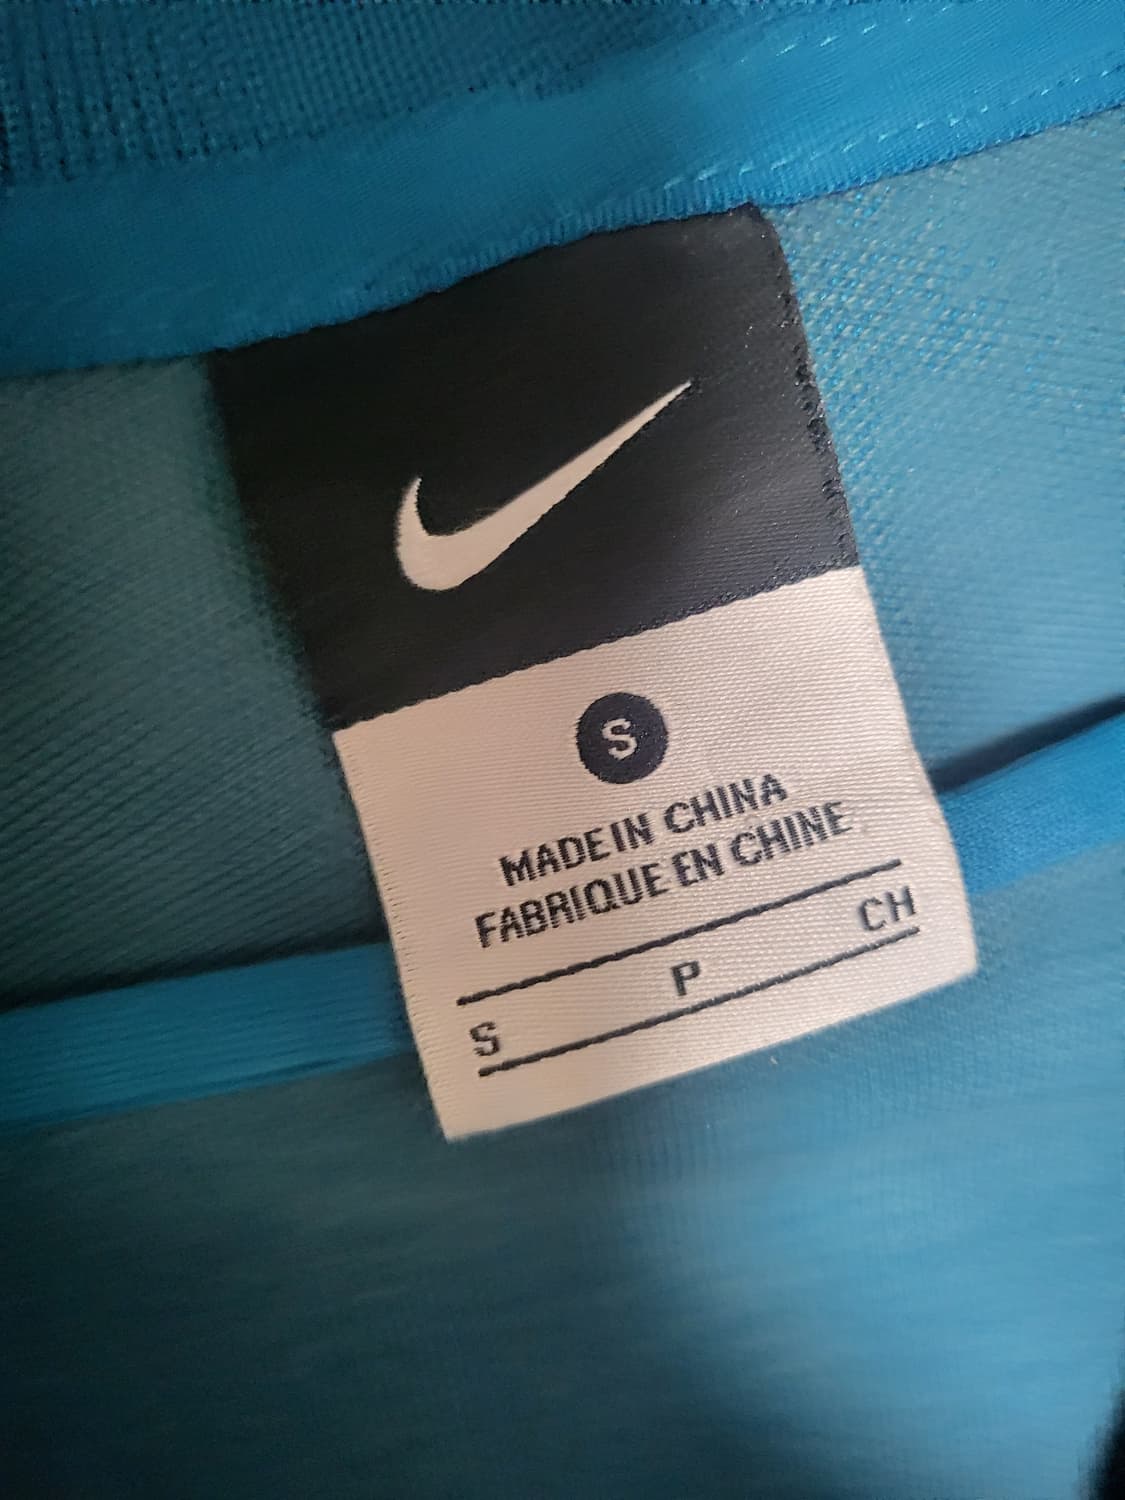 S
MADE IN CHINA
FABRIQUE EN CHINE
S P CH